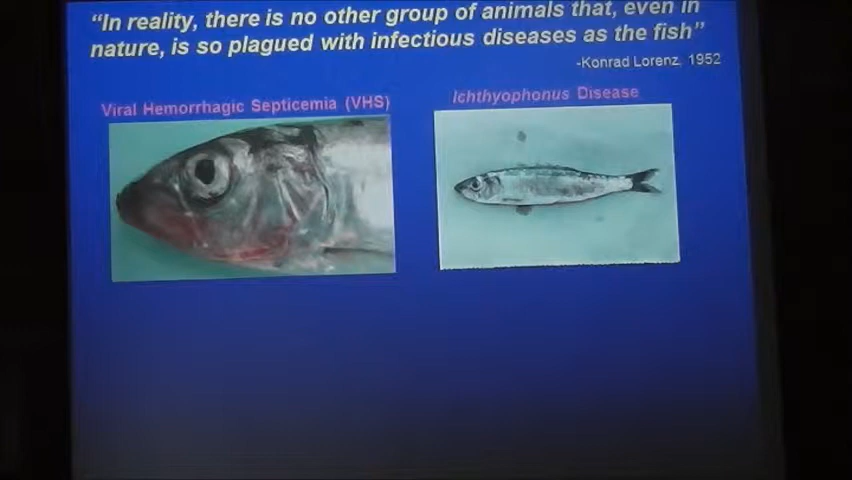 “In reality, there is no other group of animals that, even in
nature, is so plagued with infectious diseases as the fish”
-Konrad Lorenz, 1952
Viral Hemorrhagic Septicemia (VHS)
Ichthyophonus Disease